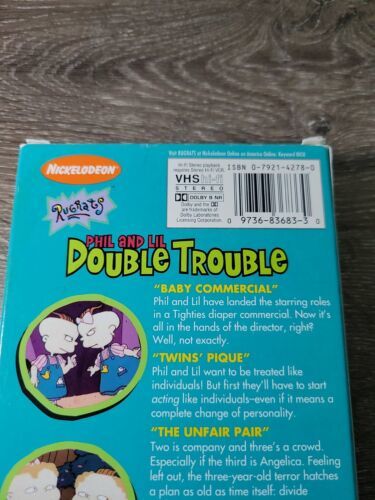 Visit RUGRATS at Nickelodeon Online on America Online: Keyword NICK
NICKELODEON
RUGRATS
Hi-Fi Stereo playback
requires Stereo Hi-Fi VCR.
VHS hi-fi
STEREO
DOLBY B NR
Dolby and the
are trademarks of
Dolby Laboratories
Licensing Corporation.
ISBN 0-7921-4278-0
0 9736-83683-3 0
PHIL AND LIL
DOUBLE TROUBLE
"BABY COMMERCIAL"
Phil and Lil have landed the starring roles
in a Tighties diaper commercial. Now it's
all in the hands of the director, right?
Well, not exactly.
"TWINS' PIQUE"
Phil and Lil want to be treated like
individuals! But first they'll have to start
acting like individuals–even if it means a
complete change of personality.
"THE UNFAIR PAIR"
Two is company and three's a crowd.
Especially if the third is Angelica. Feeling
left out, the three-year-old terror hatches
a plan as old as time itself: divide